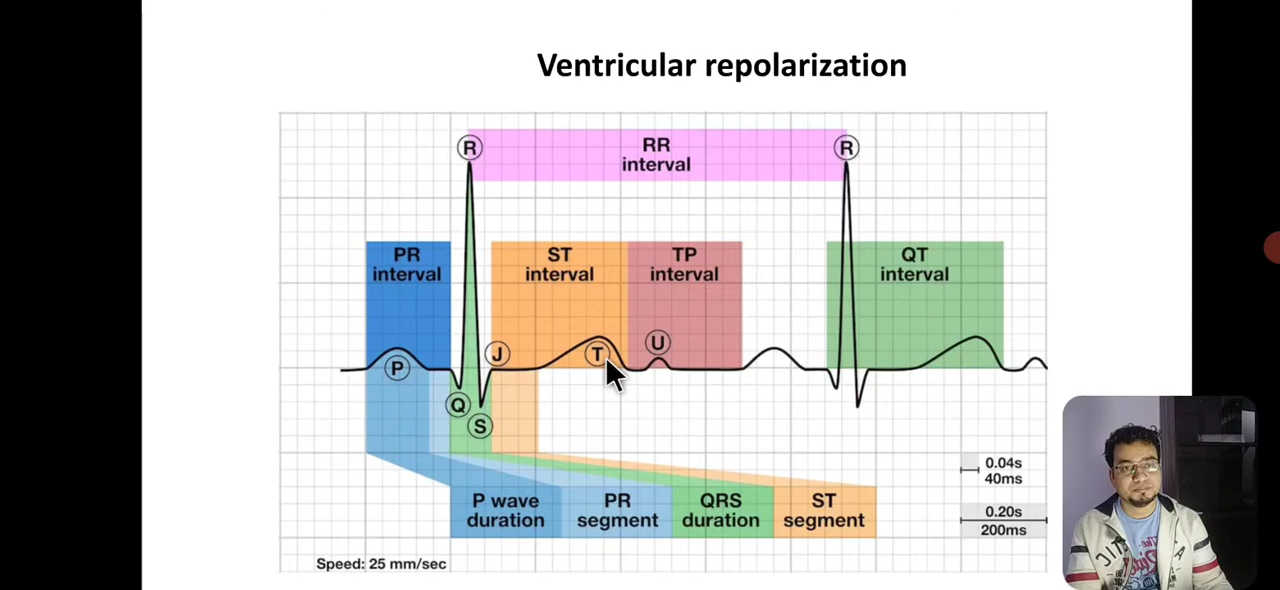 Ventricular repolarization
R
RR
interval
R
PR
interval
ST
interval
TP
interval
QT
interval
P
J
T
U
Q
S
0.04s
40ms
P wave
duration
PR
segment
QRS
duration
ST
segment
0.20s
200ms
Speed: 25 mm/sec
The